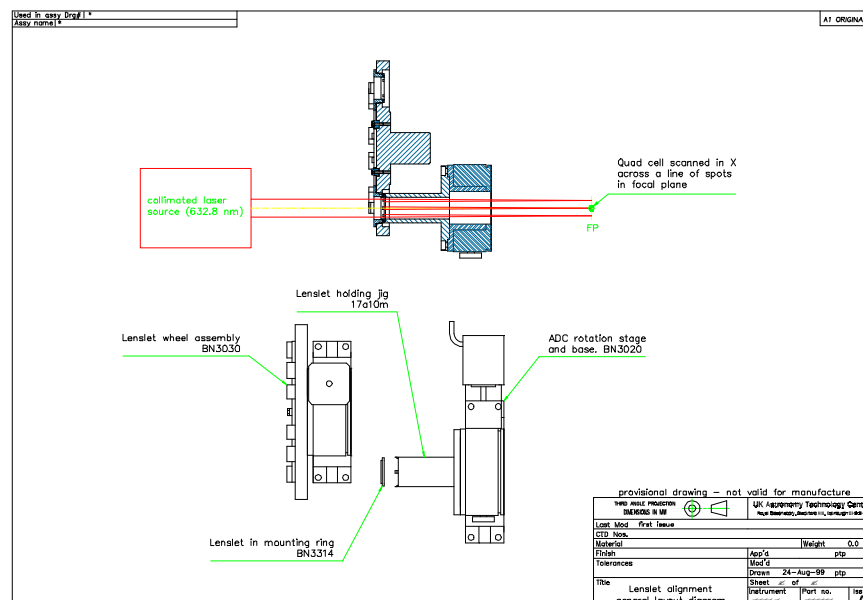 Used in assy Drg#| *
Assy name| *
A1 ORIGINA
Quad cell scanned in X
across a line of spots
in focal plane
collimated laser
source (632.8 nm)
FP
Lenslet holding jig
17a10m
Lenslet wheel assembly
BN3030
ADC rotation stage
and base. BN3020
Lenslet in mounting ring
BN3314
provisional drawing - not valid for manufacture
THIRD ANGLE PROJECTION
DIMENSIONS IN MM
UK Astronomy Technology Cent
Last Mod first issue
CTD Nos.
Material Weight 0.0
Finish App'd ptp
Tolerances Mod'd
Drawn 24-Aug-99 ptp
Title Sheet of
Instrument Part no. Iss
Lenslet alignment
general layout diagram